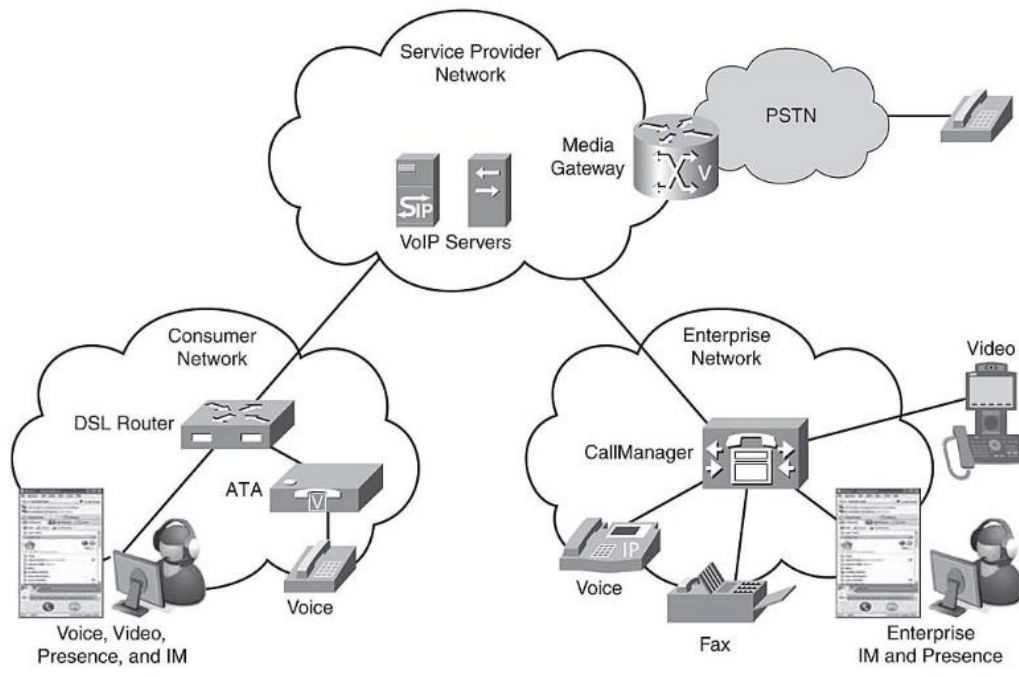 Service Provider
Network
PSTN
Media
Gateway
V
SIP
VoIP Servers
Consumer
Network
DSL Router
ATA
V
Voice
Voice, Video,
Presence, and IM
Enterprise
Network
Video
CallManager
IP
Voice
Fax
Enterprise
IM and Presence